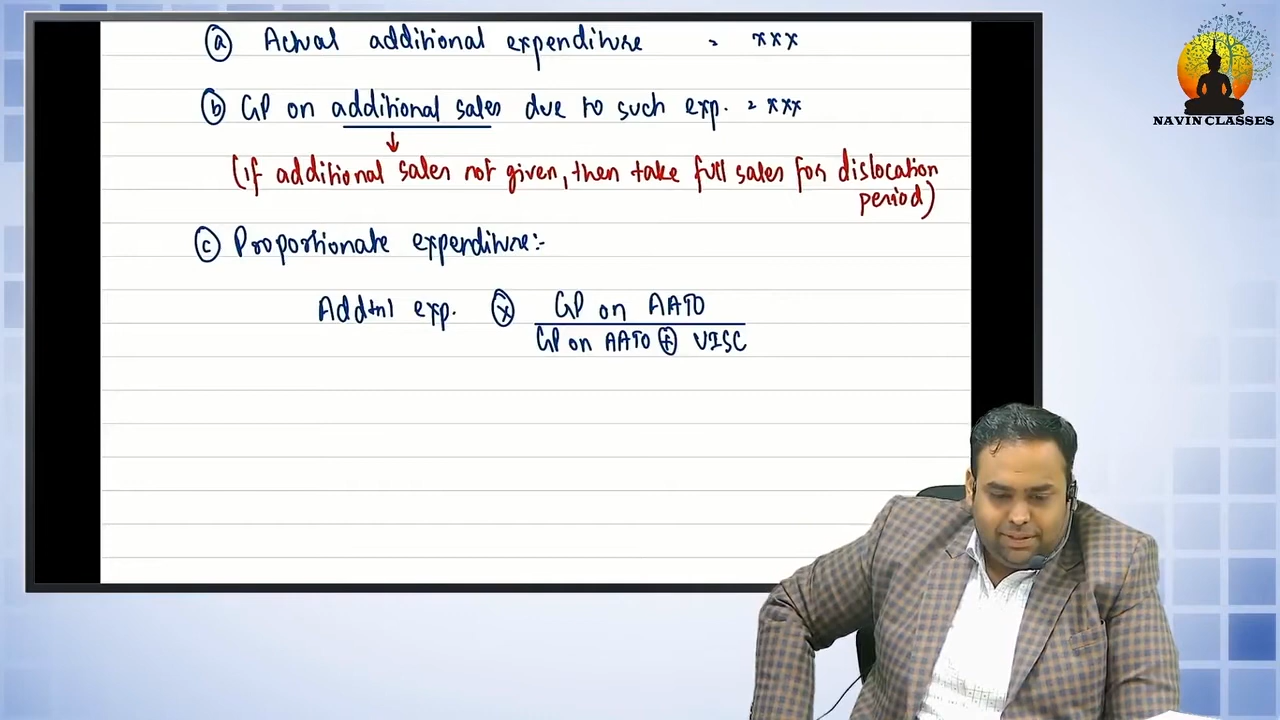 ⓐ Actual additional expenditure = xxx
ⓑ GP on additional sales due to such exp. = xxx
(If additional sales not given, then take full sales for dislocation
period)
ⓒ Proportionate expenditure:-
Addtnl exp. ⓧ GP on AATO
GP on AATO ⊕ UISC
NAVIN CLASSES